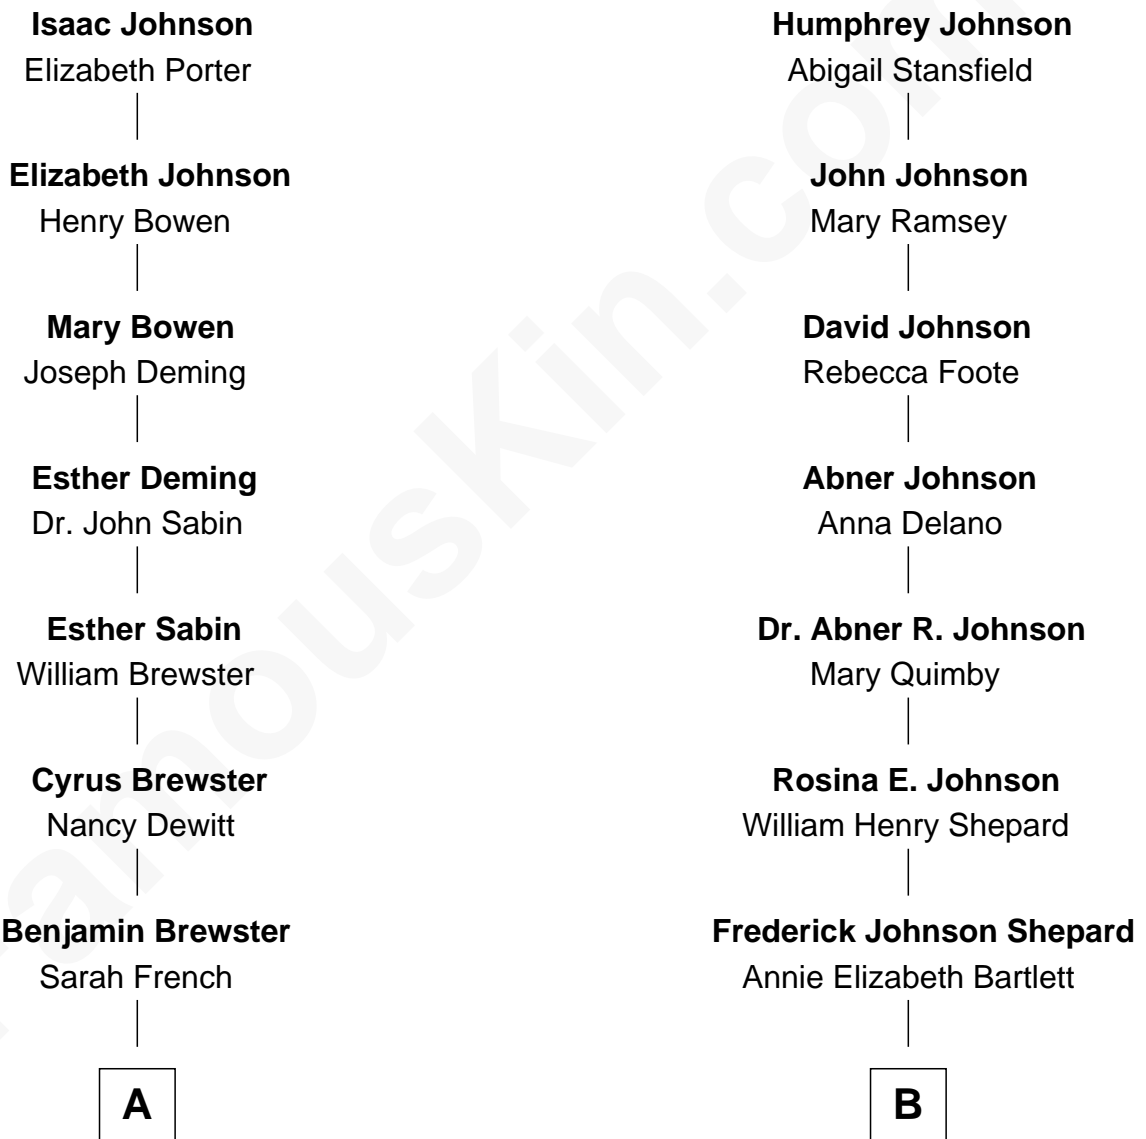 Isaac Johnson
Elizabeth Porter
Elizabeth Johnson
Henry Bowen
Mary Bowen
Joseph Deming
Esther Deming
Dr. John Sabin
Esther Sabin
William Brewster
Cyrus Brewster
Nancy Dewitt
Benjamin Brewster
Sarah French
A
Humphrey Johnson
Abigail Stansfield
John Johnson
Mary Ramsey
David Johnson
Rebecca Foote
Abner Johnson
Anna Delano
Dr. Abner R. Johnson
Mary Quimby
Rosina E. Johnson
William Henry Shepard
Frederick Johnson Shepard
Annie Elizabeth Bartlett
B
FamousKin.com